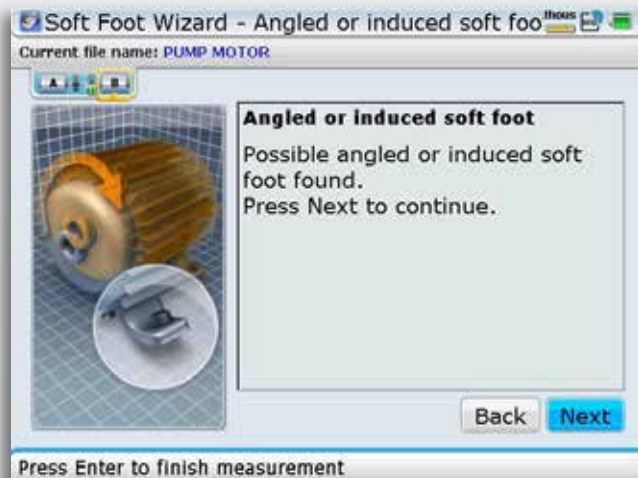 Soft Foot Wizard - Angled or induced soft foo
thous
Current file name: PUMP MOTOR
A
B
Angled or induced soft foot
Possible angled or induced soft
foot found.
Press Next to continue.
Back
Next
Press Enter to finish measurement